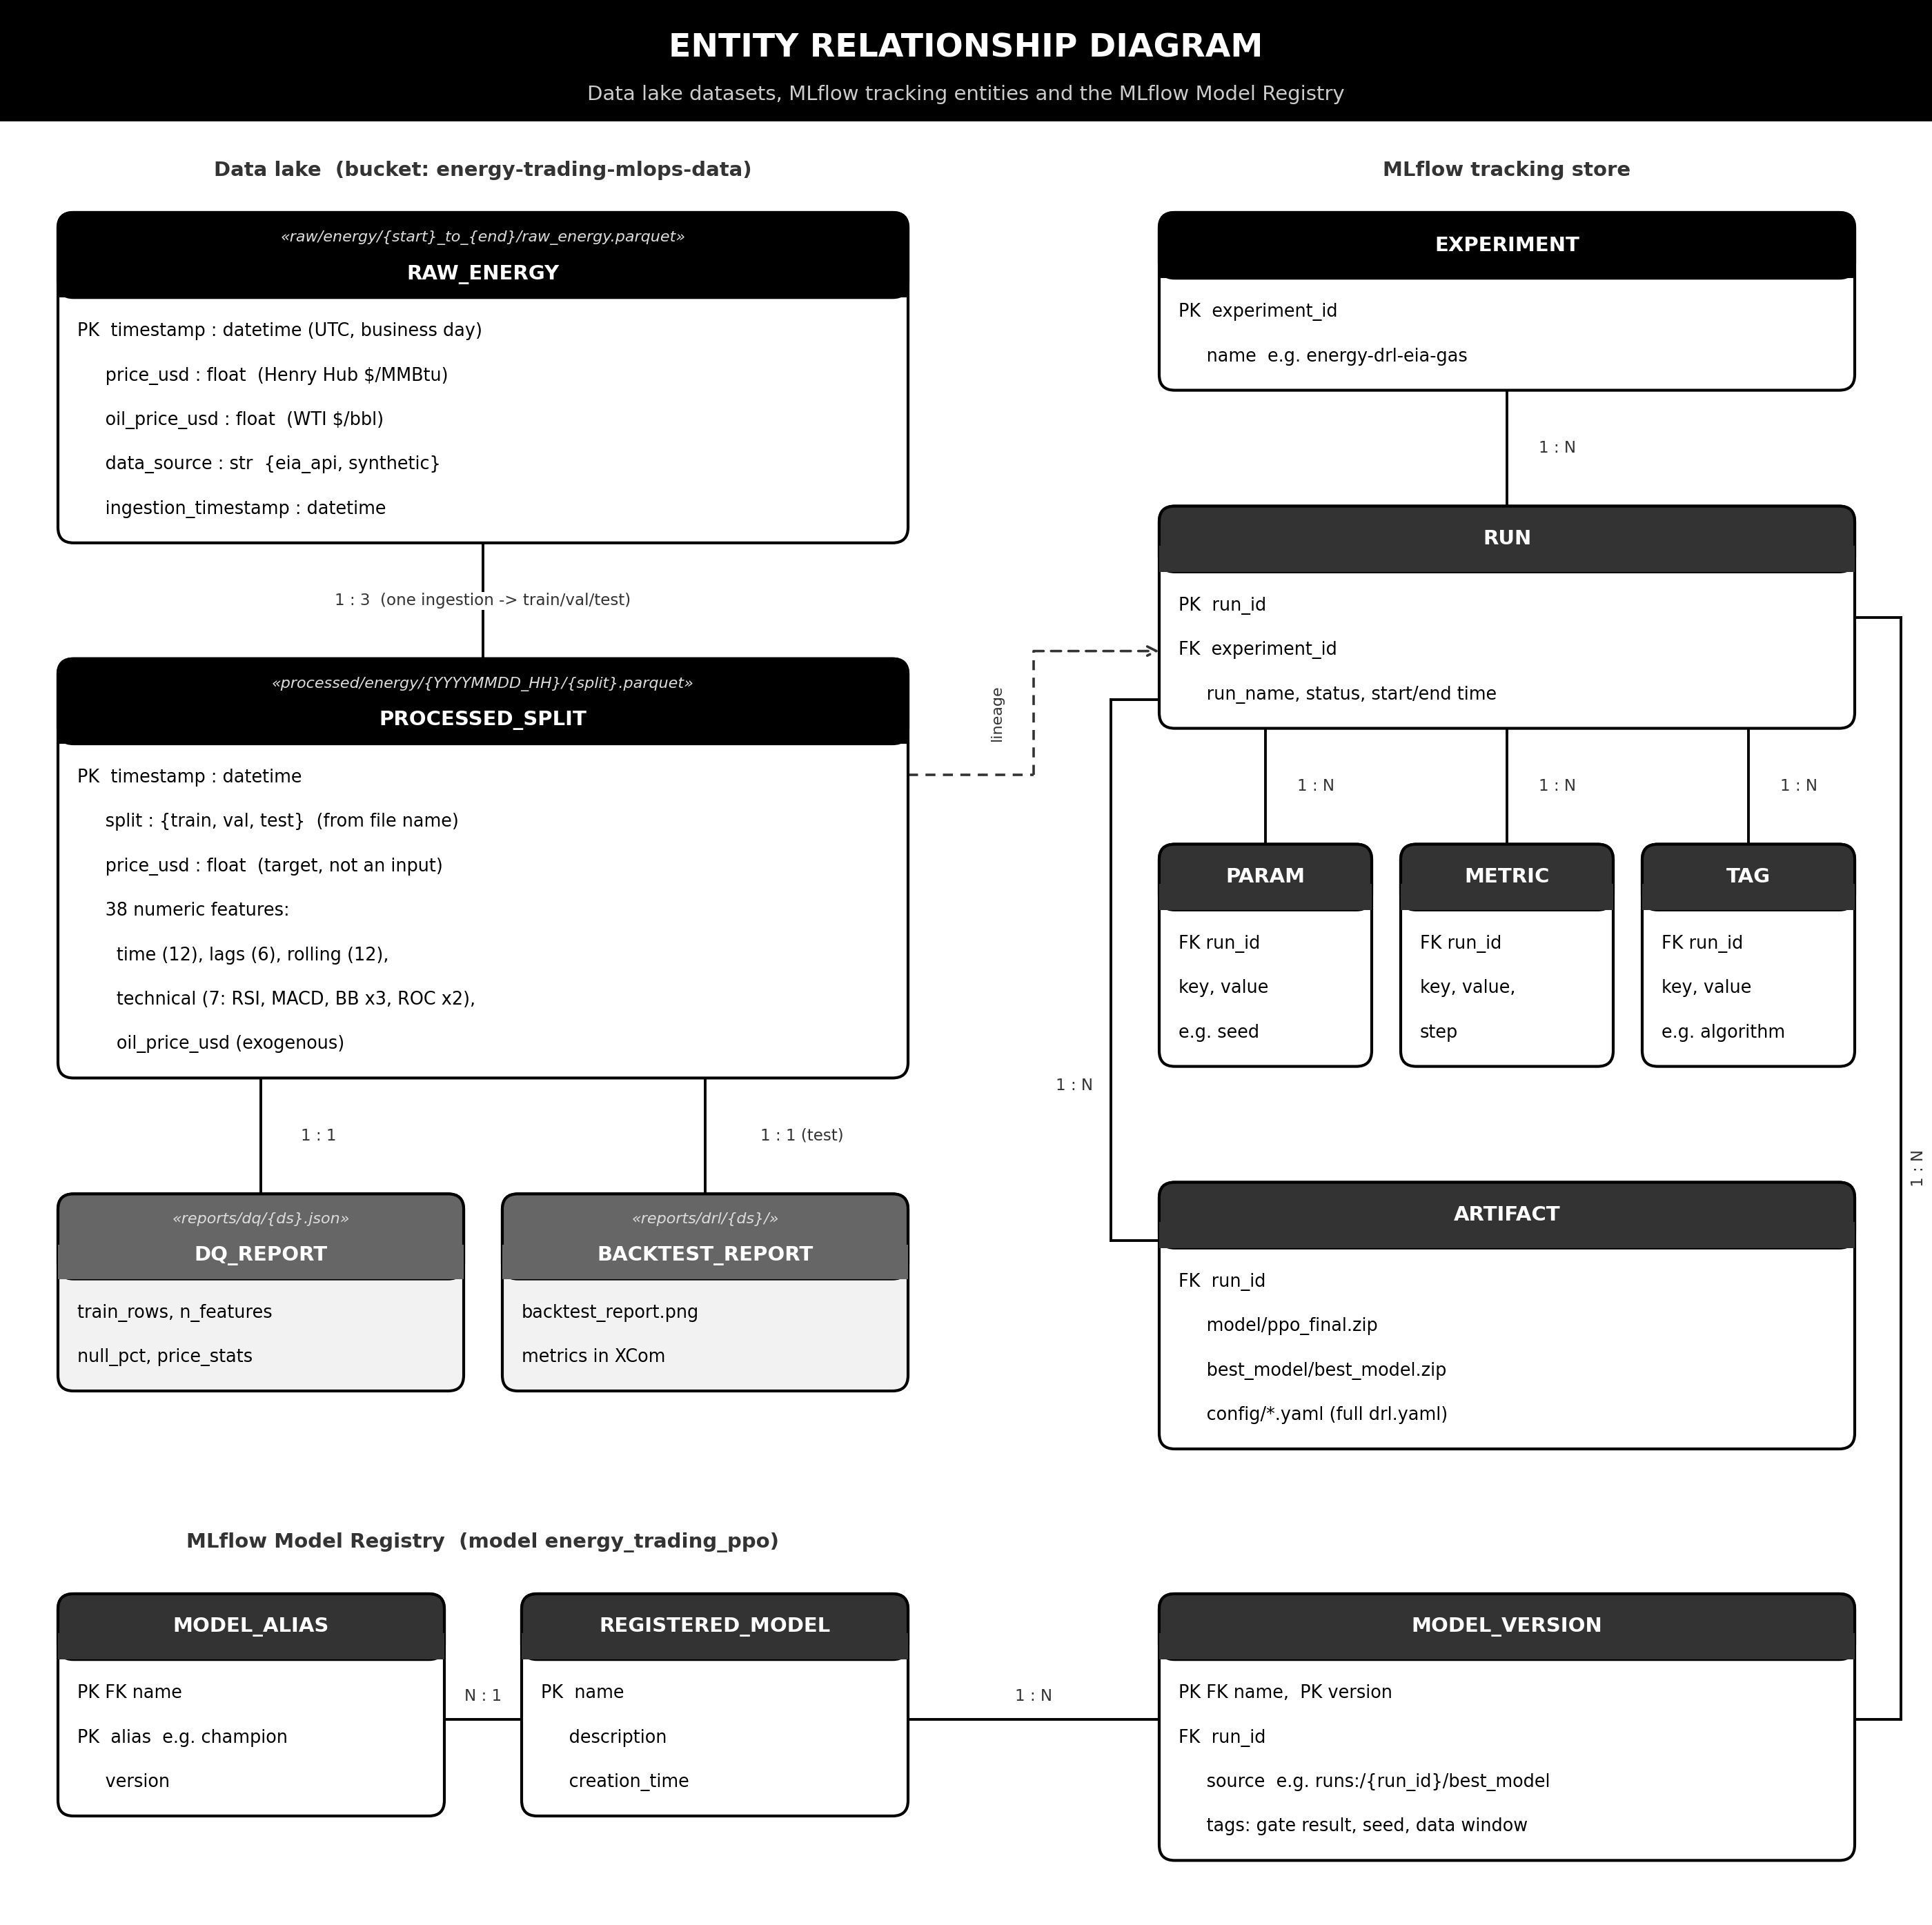 ENTITY RELATIONSHIP DIAGRAM
Data lake datasets, MLflow tracking entities and the MLflow Model Registry
Data lake (bucket: energy-trading-mlops-data)
«raw/energy/{start}_to_{end}/raw_energy.parquet»
RAW_ENERGY
PK timestamp : datetime (UTC, business day)
price_usd : float (Henry Hub $/MMBtu)
oil_price_usd : float (WTI $/bbl)
data_source : str {eia_api, synthetic}
ingestion_timestamp : datetime
1 : 3 (one ingestion -> train/val/test)
«processed/energy/{YYYYMMDD_HH}/{split}.parquet»
PROCESSED_SPLIT
PK timestamp : datetime
split : {train, val, test} (from file name)
price_usd : float (target, not an input)
38 numeric features:
time (12), lags (6), rolling (12),
technical (7: RSI, MACD, BB x3, ROC x2),
oil_price_usd (exogenous)
1 : 1
1 : 1 (test)
«reports/dq/{ds}.json»
DQ_REPORT
train_rows, n_features
null_pct, price_stats
«reports/drl/{ds}/»
BACKTEST_REPORT
backtest_report.png
metrics in XCom
lineage
MLflow tracking store
EXPERIMENT
PK experiment_id
name e.g. energy-drl-eia-gas
1 : N
RUN
PK run_id
FK experiment_id
run_name, status, start/end time
1 : N
1 : N
1 : N
PARAM
FK run_id
key, value
e.g. seed
METRIC
FK run_id
key, value,
step
TAG
FK run_id
key, value
e.g. algorithm
1 : N
1 : N
ARTIFACT
FK run_id
model/ppo_final.zip
best_model/best_model.zip
config/*.yaml (full drl.yaml)
MLflow Model Registry (model energy_trading_ppo)
MODEL_ALIAS
PK FK name
PK alias e.g. champion
version
N : 1
REGISTERED_MODEL
PK name
description
creation_time
1 : N
MODEL_VERSION
PK FK name, PK version
FK run_id
source e.g. runs:/{run_id}/best_model
tags: gate result, seed, data window